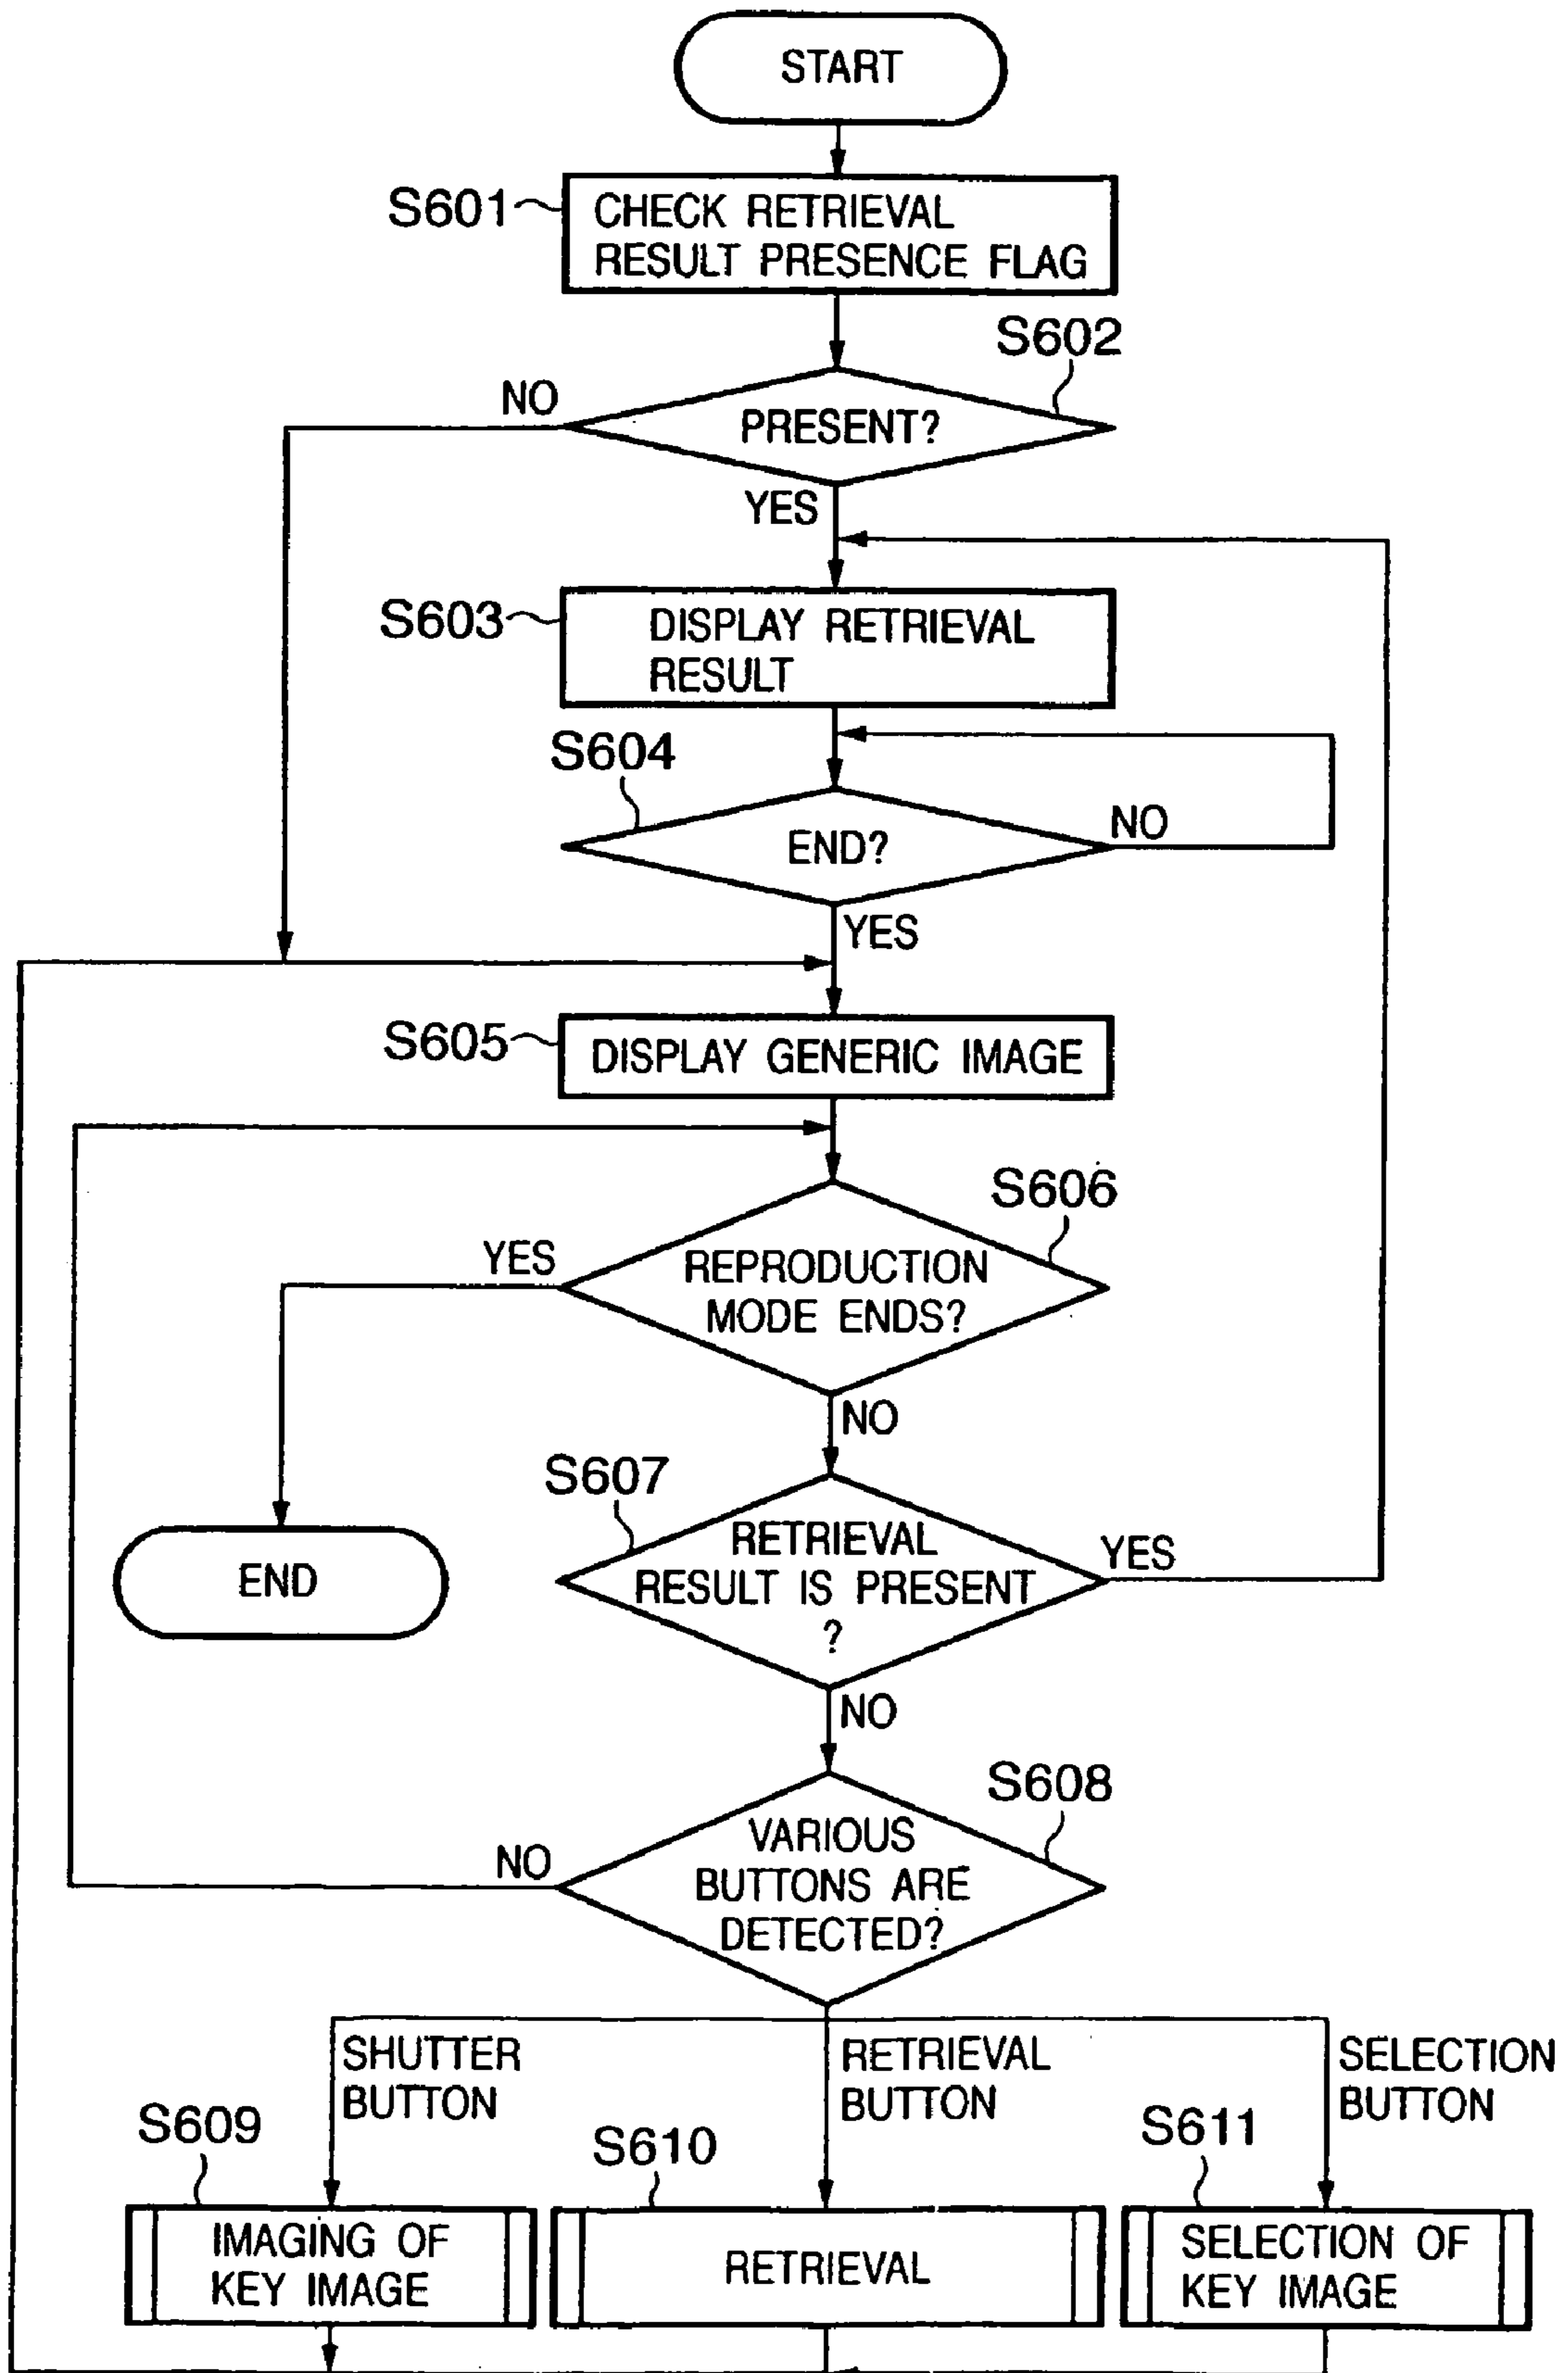 START
S601
CHECK RETRIEVAL
RESULT PRESENCE FLAG
S602
NO
PRESENT?
YES
S603
DISPLAY RETRIEVAL
RESULT
S604
END?
NO
YES
S605
DISPLAY GENERIC IMAGE
S606
YES
REPRODUCTION
MODE ENDS?
NO
S607
RETRIEVAL
RESULT IS PRESENT
?
YES
END
NO
S608
VARIOUS
BUTTONS ARE
DETECTED?
NO
SHUTTER
BUTTON
RETRIEVAL
BUTTON
SELECTION
BUTTON
S609
S610
S611
IMAGING OF
KEY IMAGE
RETRIEVAL
SELECTION OF
KEY IMAGE